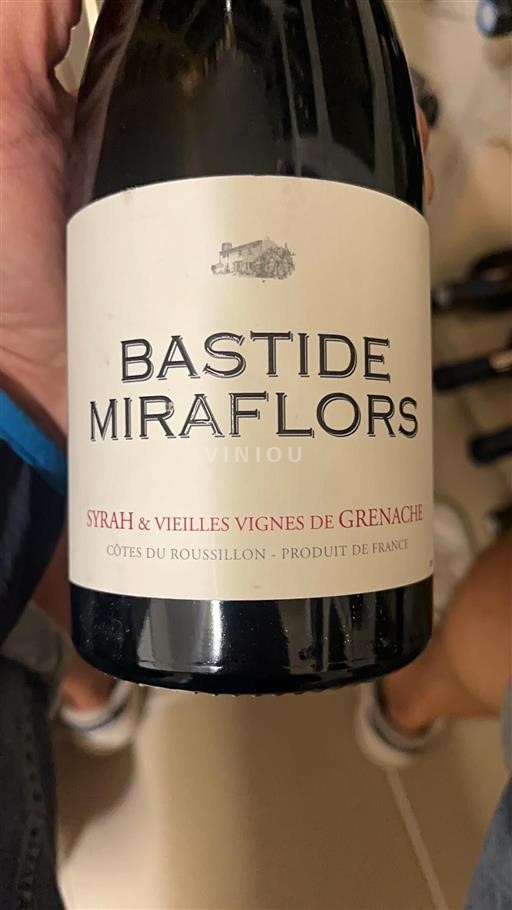 BASTIDE
MIRAFLORS
VINIOU
SYRAH & VIEILLES VIGNES DE GRENACHE
CÔTES DU ROUSSILLON - PRODUIT DE FRANCE